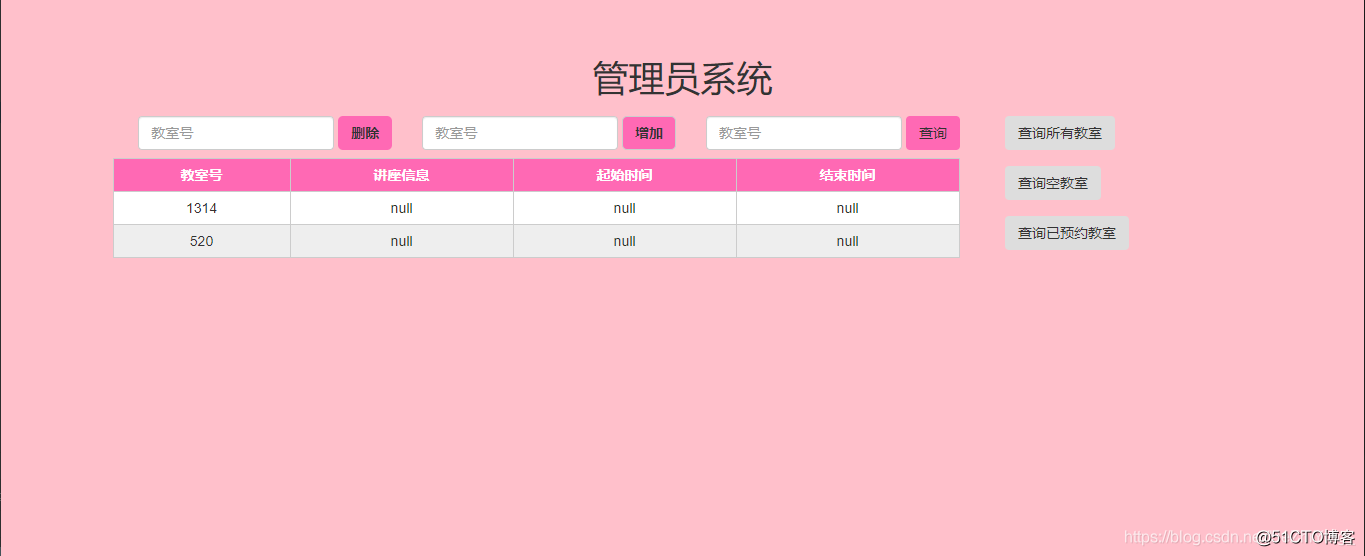 管理员系统
教室号 删除 教室号 增加 教室号 查询 查询所有教室
教室号 讲座信息 起始时间 结束时间
查询空教室
1314 null null null
520 null null null
查询已预约教室
https://blog.csdn.ne
@51CTO博客